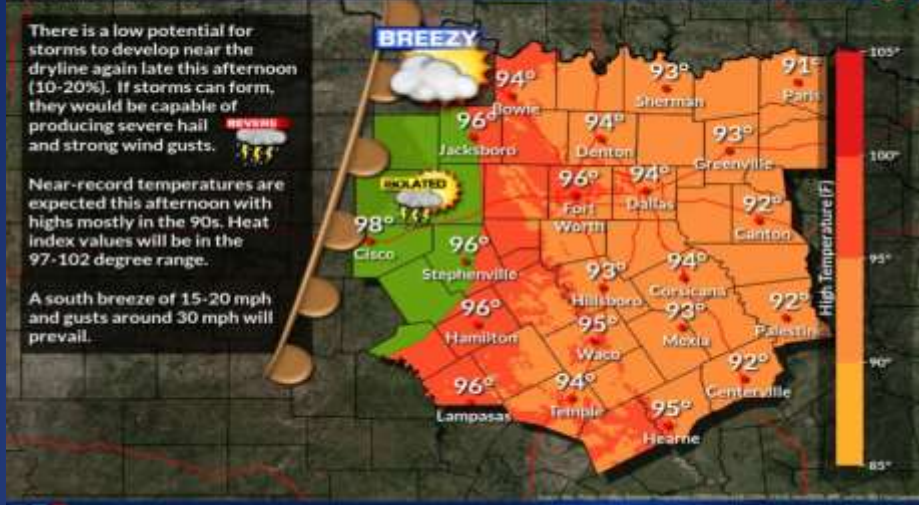 There is a low potential for
storms to develop near the
dryline again late this afternoon
(10-20%). If storms can form,
they would be capable of
producing severe hail
and strong wind gusts.
Near-record temperatures are
expected this afternoon with
highs mostly in the 90s. Heat
index values will be in the
97-102 degree range.
A south breeze of 15-20 mph
and gusts around 30 mph will
prevail.
BREEZY
ISOLATED
94°
Bowie
93°
Sherman
91°
Paris
96°
Jacksboro
94°
Denton
93°
Greenville
96°
Fort
Worth
94°
Dallas
92°
Canton
98°
Cisco
96°
Stephenville
93°
Hillsboro
94°
Corsicana
96°
Hamilton
95°
Waco
93°
Mexia
92°
Palestine
96°
Lampasas
94°
Temple
92°
Centerville
95°
Hearne
105°
100°
95°
90°
85°
High Temperature (F)